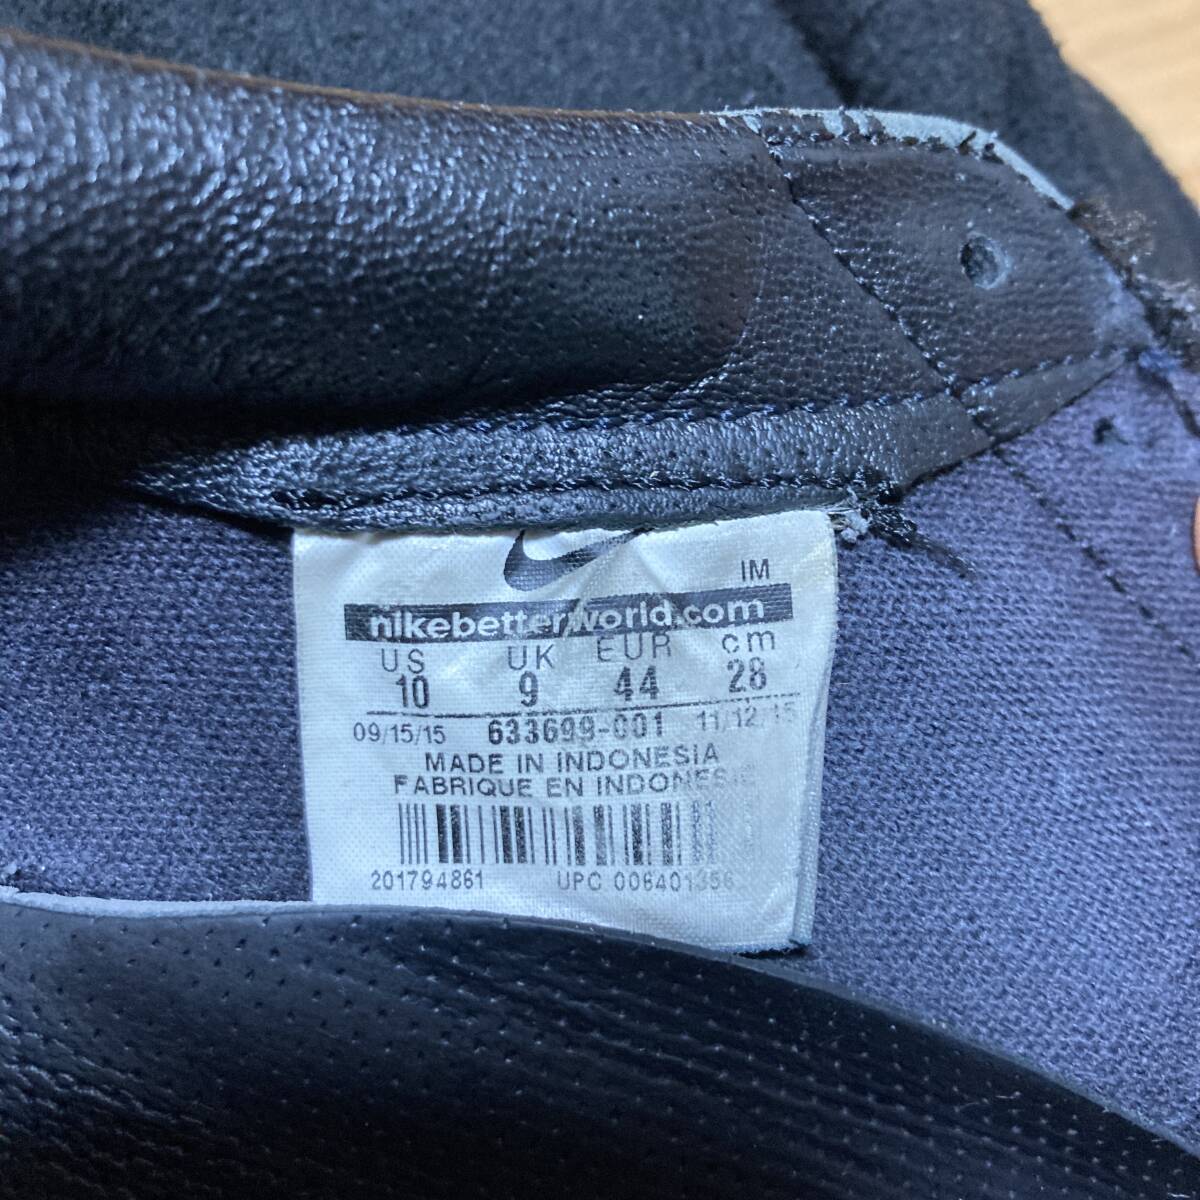 IM
nikebetterworld.com
US UK EUR cm
10 9 44 28
09/15/15 633699-001 11/12/15
MADE IN INDONESIA
FABRIQUE EN INDONESIE
201794861 UPC 006401356